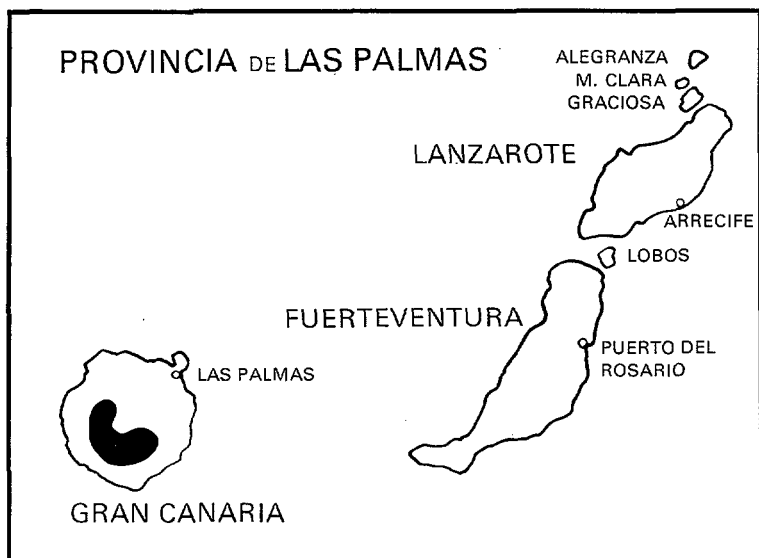 PROVINCIA DE LAS PALMAS
ALEGRANZA
M. CLARA
GRACIOSA
LANZAROTE
ARRECIFE
LOBOS
FUERTEVENTURA
PUERTO DEL
ROSARIO
LAS PALMAS
GRAN CANARIA